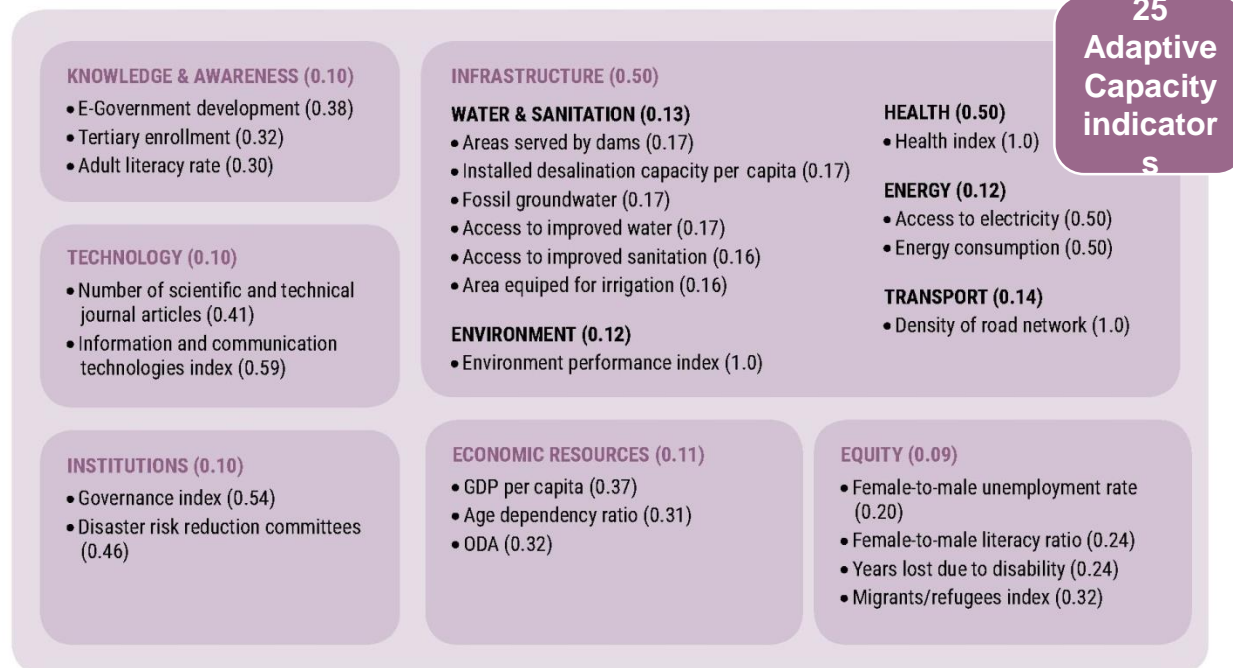 25
Adaptive
Capacity
indicator
s
KNOWLEDGE & AWARENESS (0.10)
• E-Government development (0.38)
• Tertiary enrollment (0.32)
• Adult literacy rate (0.30)
TECHNOLOGY (0.10)
• Number of scientific and technical
journal articles (0.41)
• Information and communication
technologies index (0.59)
INSTITUTIONS (0.10)
• Governance index (0.54)
• Disaster risk reduction committees
(0.46)
INFRASTRUCTURE (0.50)
WATER & SANITATION (0.13)
• Areas served by dams (0.17)
• Installed desalination capacity per capita (0.17)
• Fossil groundwater (0.17)
• Access to improved water (0.17)
• Access to improved sanitation (0.16)
• Area equiped for irrigation (0.16)
ENVIRONMENT (0.12)
• Environment performance index (1.0)
HEALTH (0.50)
• Health index (1.0)
ENERGY (0.12)
• Access to electricity (0.50)
• Energy consumption (0.50)
TRANSPORT (0.14)
• Density of road network (1.0)
ECONOMIC RESOURCES (0.11)
• GDP per capita (0.37)
• Age dependency ratio (0.31)
• ODA (0.32)
EQUITY (0.09)
• Female-to-male unemployment rate
(0.20)
• Female-to-male literacy ratio (0.24)
• Years lost due to disability (0.24)
• Migrants/refugees index (0.32)